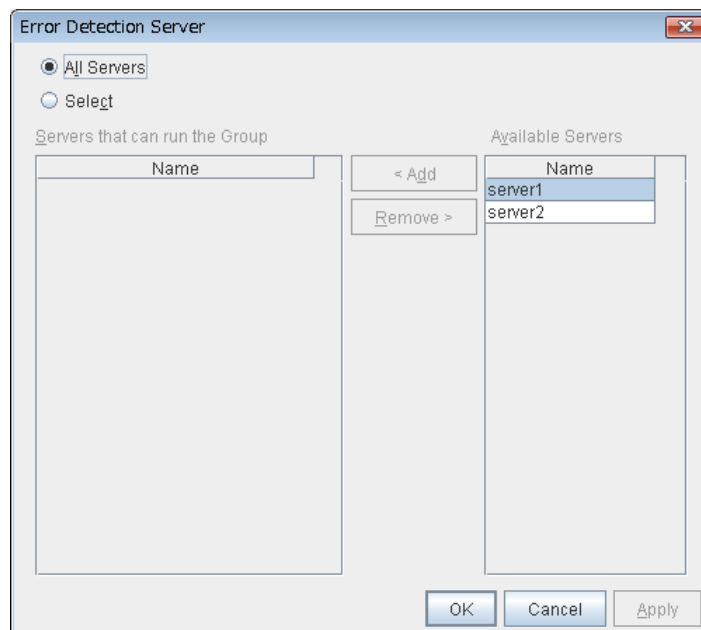 Error Detection Server
All Servers
Select
Servers that can run the Group
Available Servers
Name
< Add
Name
server1
Remove >
server2
OK
Cancel
Apply